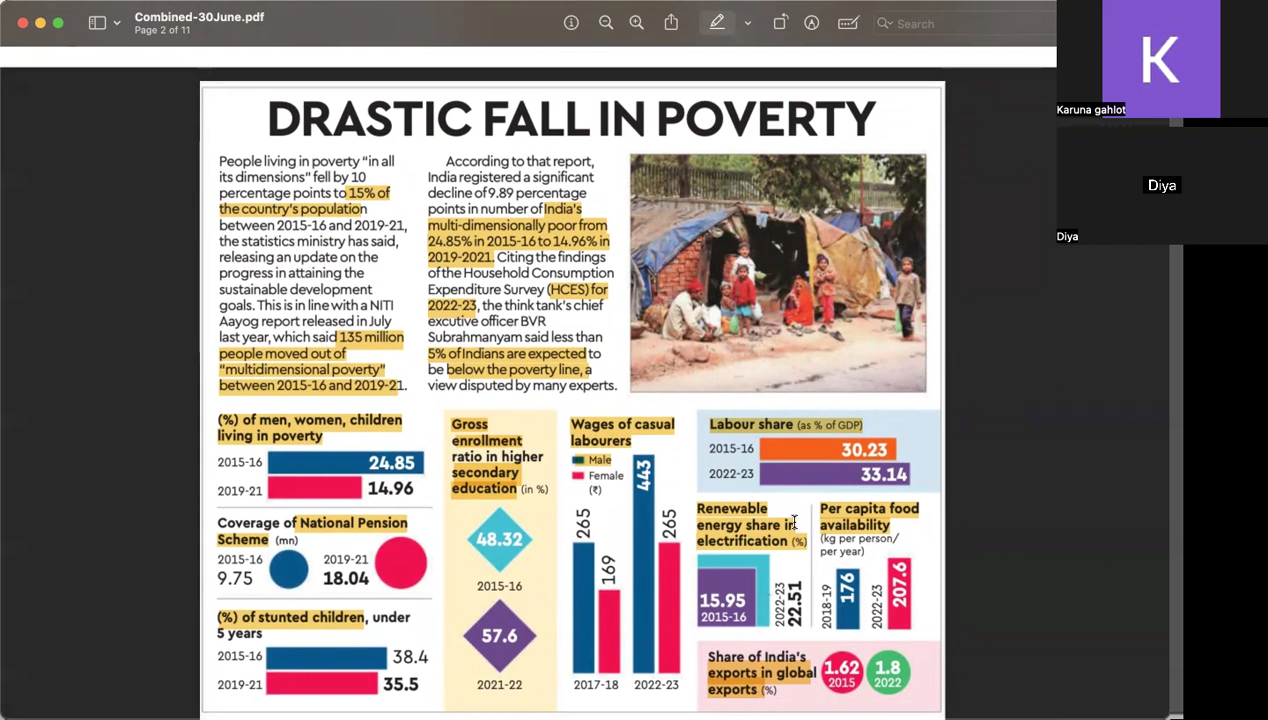 Combined-30June.pdf
Page 2 of 11
Search
K
Karuna gahlot
Diya
Diya
DRASTIC FALL IN POVERTY
People living in poverty “in all
its dimensions” fell by 10
percentage points to 15% of
the country’s population
between 2015-16 and 2019-21,
the statistics ministry has said,
releasing an update on the
progress in attaining the
sustainable development
goals. This is in line with a NITI
Aayog report released in July
last year, which said 135 million
people moved out of
“multidimensional poverty”
between 2015-16 and 2019-21.
According to that report,
India registered a significant
decline of 9.89 percentage
points in number of India’s
multi-dimensionally poor from
24.85% in 2015-16 to 14.96% in
2019-2021. Citing the findings
of the Household Consumption
Expenditure Survey (HCES) for
2022-23, the think tank’s chief
excutive officer BVR
Subrahmanyam said less than
5% of Indians are expected to
be below the poverty line, a
view disputed by many experts.
(%) of men, women, children
living in poverty
2015-16 24.85
2019-21 14.96
Coverage of National Pension
Scheme (mn)
2015-16
9.75
2019-21
18.04
(%) of stunted children, under
5 years
2015-16 38.4
2019-21 35.5
Gross
enrollment
ratio in higher
secondary
education (in %)
48.32
2015-16
57.6
2021-22
Wages of casual
labourers
Male
Female
(₹)
265
169
443
265
2017-18
2022-23
Labour share (as % of GDP)
2015-16 30.23
2022-23 33.14
Renewable
energy share in
electrification (%)
15.95
2015-16
2022-23
22.51
Per capita food
availability
(kg per person/
per year)
2018-19
176
2022-23
207.6
Share of India’s
exports in global
exports (%)
1.62
2015
1.8
2022